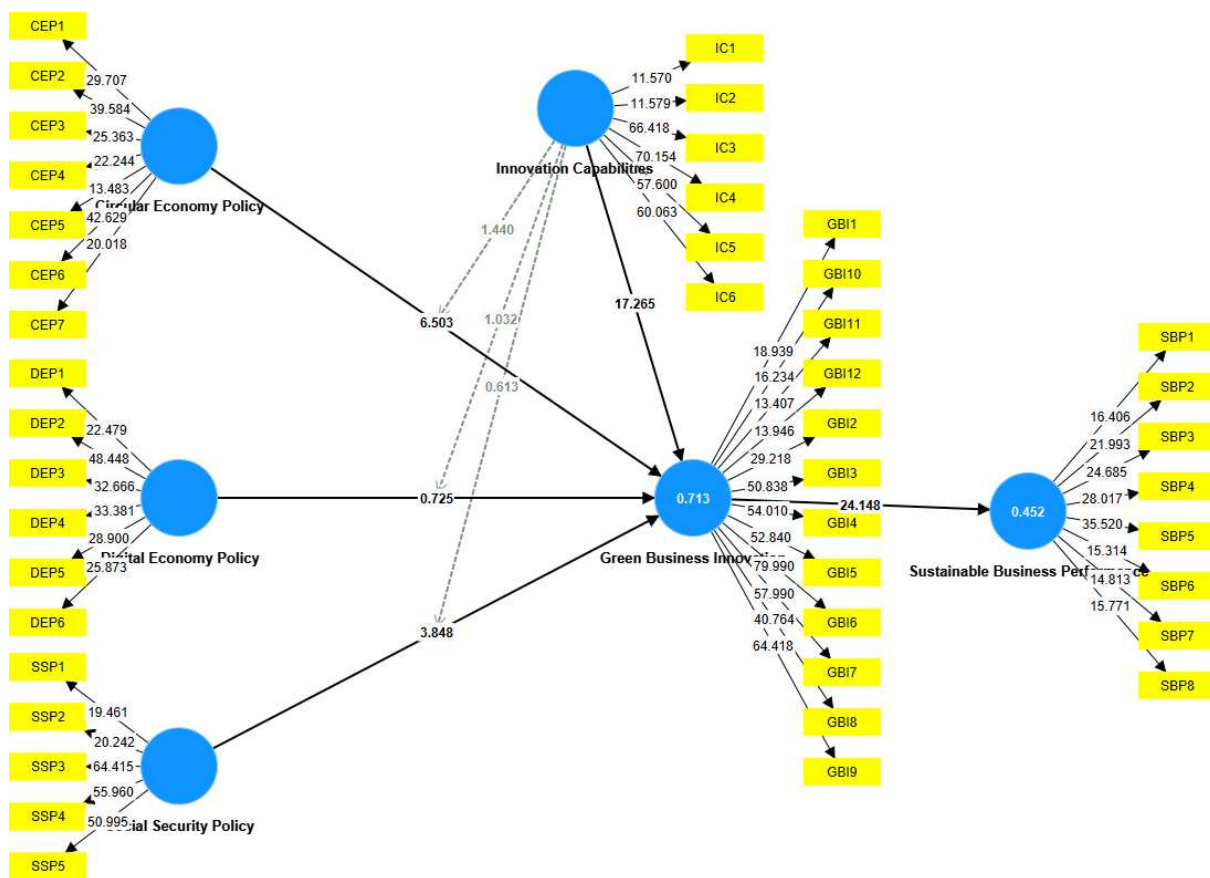 CEP1
CEP2
CEP3
CEP4
CEP5
CEP6
CEP7
29.707
39.584
25.363
22.244
13.483
42.629
20.018
Circular Economy Policy
DEP1
DEP2
DEP3
DEP4
DEP5
DEP6
22.479
48.448
32.666
33.381
28.900
25.873
Digital Economy Policy
SSP1
SSP2
SSP3
SSP4
SSP5
19.461
20.242
64.415
55.960
50.995
Social Security Policy
IC1
IC2
IC3
IC4
IC5
IC6
11.570
11.579
66.418
70.154
57.600
60.063
Innovation Capabilities
1.440
1.032
0.613
6.503
0.725
3.848
17.265
GBI1
GBI10
GBI11
GBI12
GBI2
GBI3
GBI4
GBI5
GBI6
GBI7
GBI8
GBI9
18.939
16.234
13.407
13.946
29.218
50.838
54.010
52.840
79.990
57.990
40.764
64.418
0.713
Green Business Innovation
24.148
0.452
Sustainable Business Performance
SBP1
SBP2
SBP3
SBP4
SBP5
SBP6
SBP7
SBP8
16.406
21.993
24.685
28.017
35.520
15.314
14.813
15.771